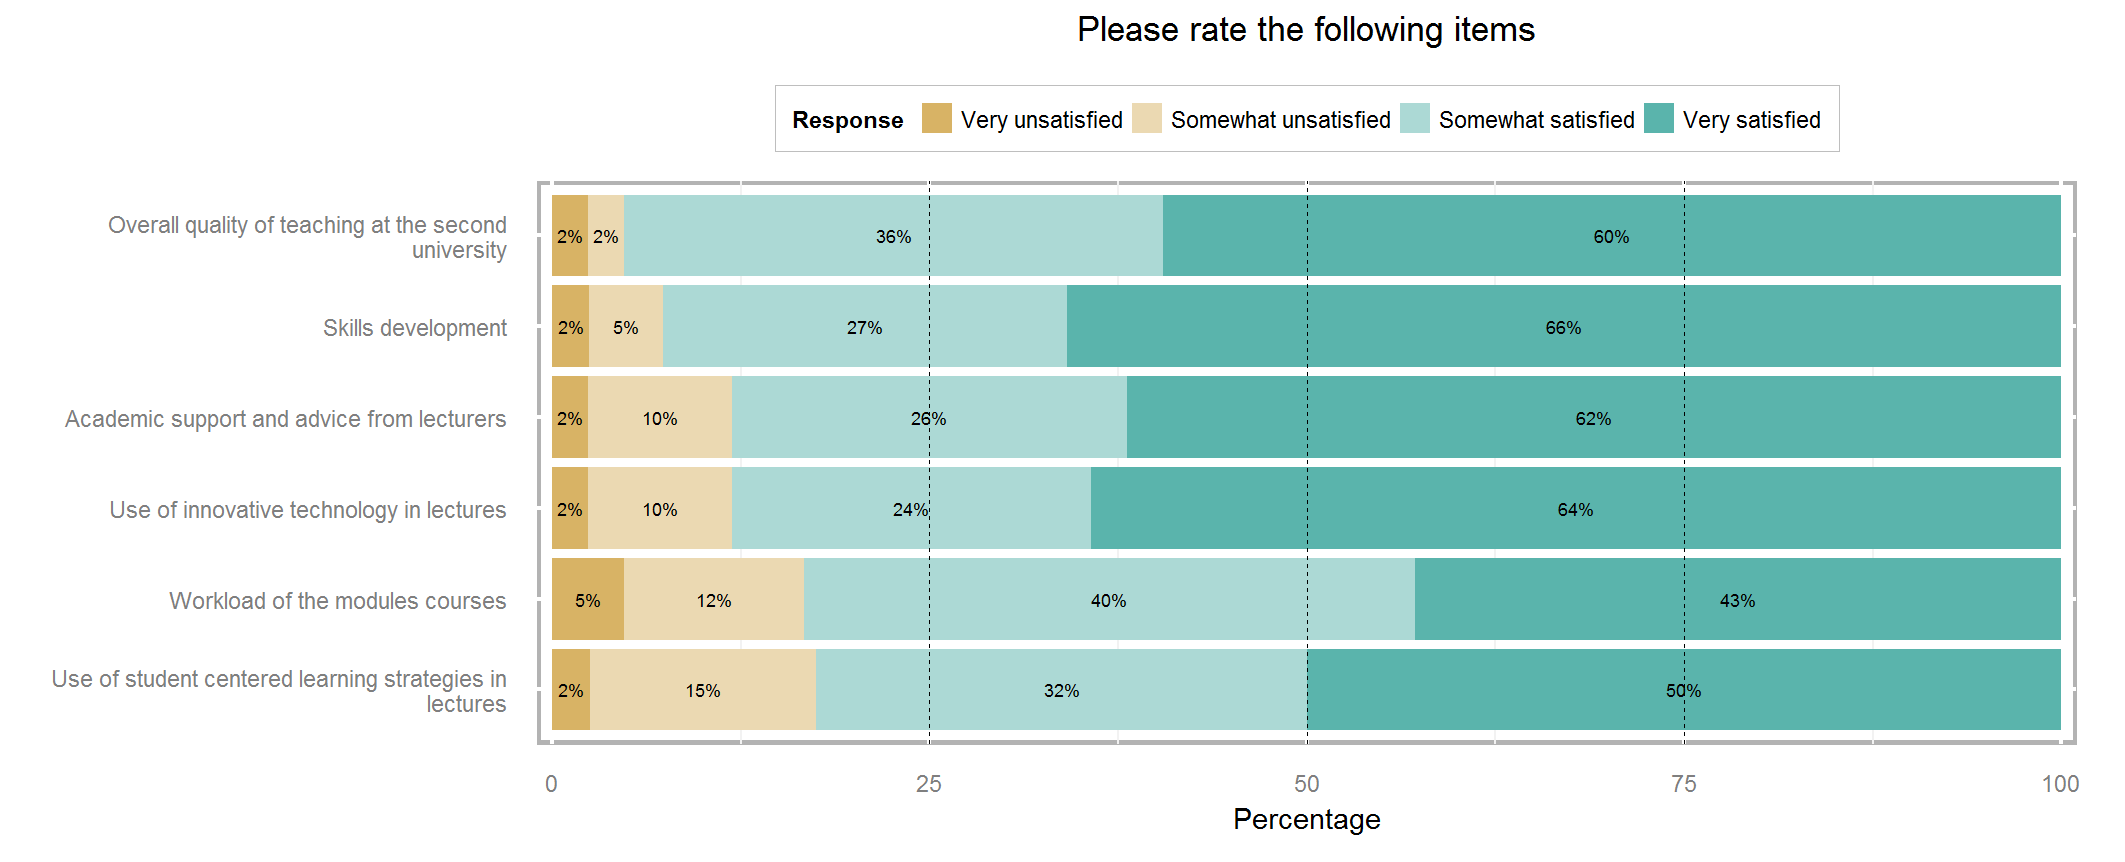 Please rate the following items
Response Very unsatisfied Somewhat unsatisfied Somewhat satisfied Very satisfied
Overall quality of teaching at the second
university
2% 2% 36% 60%
Skills development
2% 5% 27% 66%
Academic support and advice from lecturers
2% 10% 26% 62%
Use of innovative technology in lectures
2% 10% 24% 64%
Workload of the modules courses
5% 12% 40% 43%
Use of student centered learning strategies in
lectures
2% 15% 32% 50%
0 25 50 75 100
Percentage